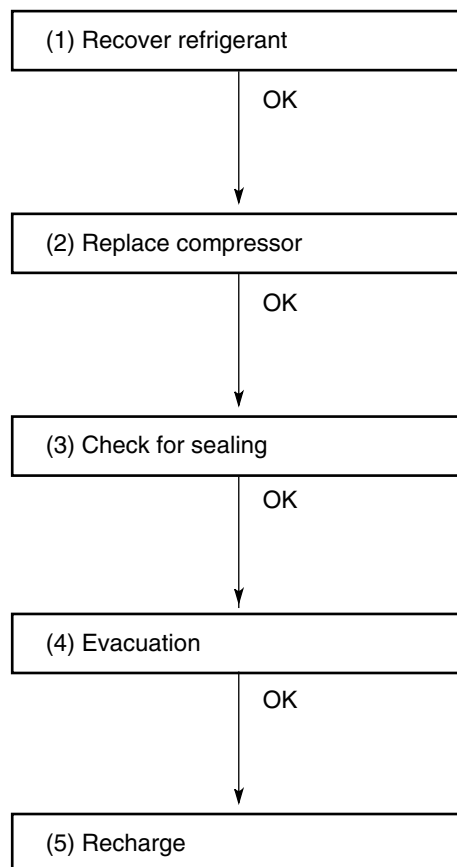 (1) Recover refrigerant
OK
(2) Replace compressor
OK
(3) Check for sealing
OK
(4) Evacuation
OK
(5) Recharge